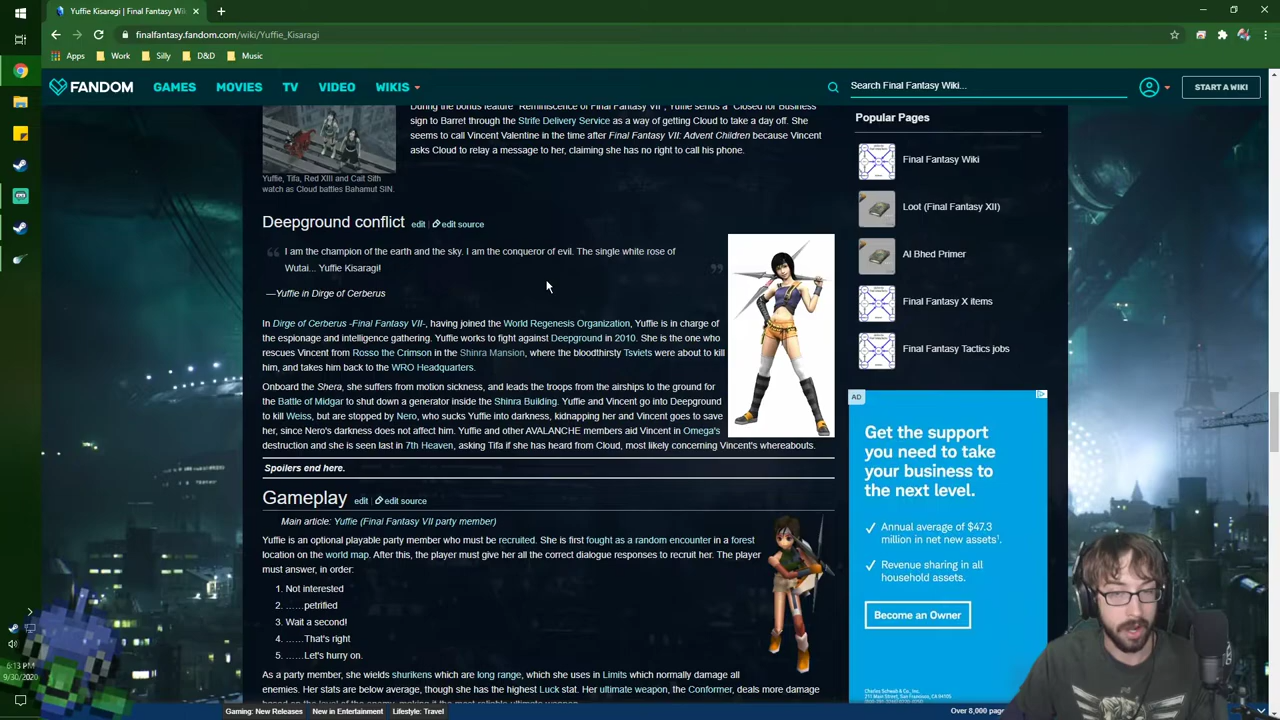 Yuffie Kisaragi | Final Fantasy W
finalfantasy.fandom.com/wiki/Yuffie_Kisaragi
Apps Work Silly D&D Music
FANDOM GAMES MOVIES TV VIDEO WIKIS
Search Final Fantasy Wiki...
START A WIKI
During the bonus feature "Reminiscence of Final Fantasy VII", Yuffie sends a "Closed for Business"
sign to Barret through the Strife Delivery Service as a way of getting Cloud to take a day off. She
seems to call Vincent Valentine in the time after Final Fantasy VII: Advent Children because Vincent
asks Cloud to relay a message to her, claiming she has no right to call his phone.
Yuffie, Tifa, Red XIII and Cait Sith
watch as Cloud battles Bahamut SIN.
Deepground conflict edit edit source
I am the champion of the earth and the sky. I am the conqueror of evil. The single white rose of
Wutai... Yuffie Kisaragi!
—Yuffie in Dirge of Cerberus
In Dirge of Cerberus -Final Fantasy VII-, having joined the World Regenesis Organization, Yuffie is in charge of
the espionage and intelligence gathering. Yuffie works to fight against Deepground in 2010. She is the one who
rescues Vincent from Rosso the Crimson in the Shinra Mansion, where the bloodthirsty Tsviets were about to kill
him, and takes him back to the WRO Headquarters.
Onboard the Shera, she suffers from motion sickness, and leads the troops from the airships to the ground for
the Battle of Midgar to shut down a generator inside the Shinra Building. Yuffie and Vincent go into Deepground
to kill Weiss, but are stopped by Nero, who sucks Yuffie into darkness, kidnapping her and Vincent goes to save
her, since Nero's darkness does not affect him. Yuffie and other AVALANCHE members aid Vincent in Omega's
destruction and she is seen last in 7th Heaven, asking Tifa if she has heard from Cloud, most likely concerning Vincent's whereabouts.
Spoilers end here.
Gameplay edit edit source
Main article: Yuffie (Final Fantasy VII party member)
Yuffie is an optional playable party member who must be recruited. She is first fought as a random encounter in a forest
location on the world map. After this, the player must give her all the correct dialogue responses to recruit her. The player
must answer, in order:
1. Not interested
2. ……petrified
3. Wait a second!
4. ……That's right
5. ……Let's hurry on.
As a party member, she wields shurikens which are long range, which she uses in Limits which normally damage all
enemies. Her stats are below average, though she has the highest Luck stat. Her ultimate weapon, the Conformer, deals more damage
Popular Pages
Final Fantasy Wiki
Loot (Final Fantasy XII)
Al Bhed Primer
Final Fantasy X items
Final Fantasy Tactics jobs
AD
Get the support
you need to take
your business to
the next level.
Annual average of $47.3
million in net new assets¹.
Revenue sharing in all
household assets.
Become an Owner
Charles Schwab & Co., Inc.
211 Main Street, San Francisco, CA 94105
Gaming: New Releases New in Entertainment Lifestyle: Travel
Over 8,000 page
6:13 PM
9/30/2020